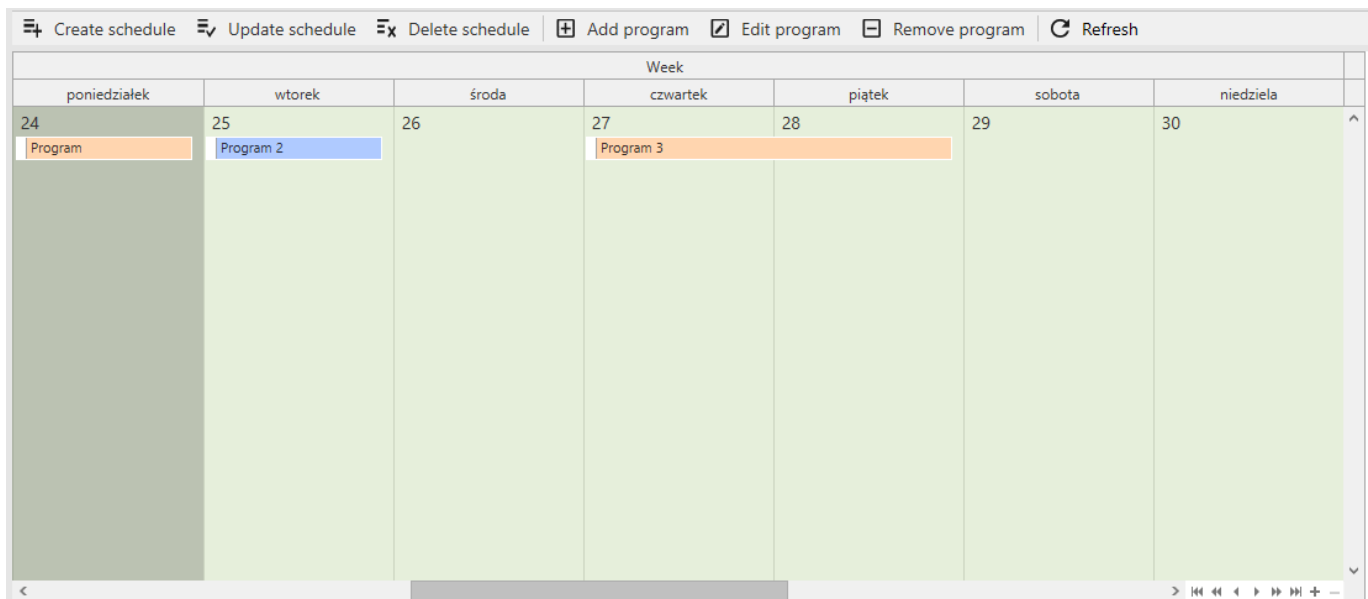 Create schedule Update schedule Delete schedule Add program Edit program Remove program Refresh
Week
poniedziałek wtorek środa czwartek piątek sobota niedziela
24 25 26 27 28 29 30
Program Program 2 Program 3